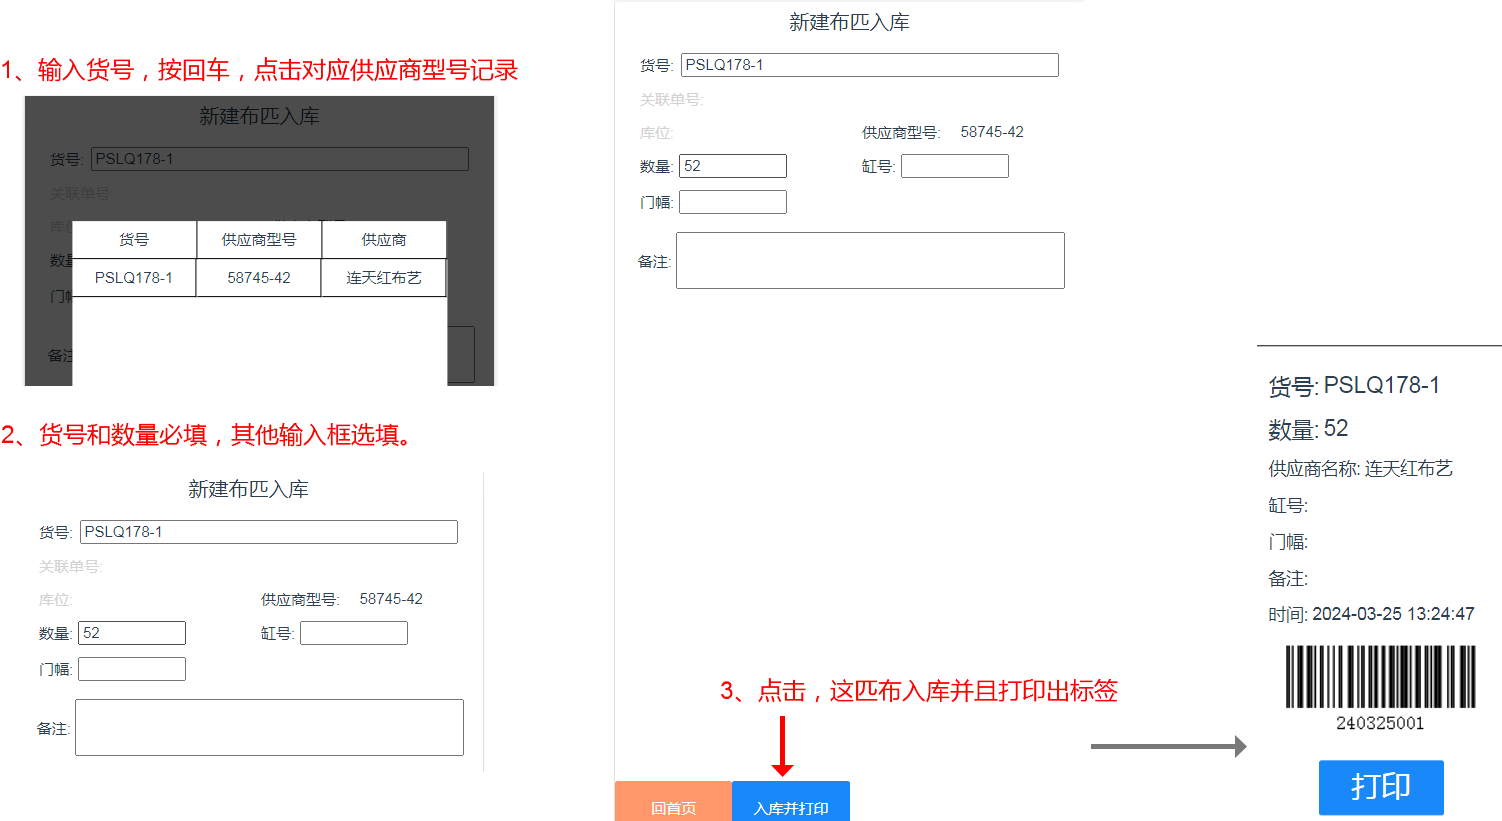 1、输入货号，按回车，点击对应供应商型号记录
新建布匹入库
货号: PSLQ178-1
关联单号
货号 供应商型号 供应商
数量
PSLQ178-1 58745-42 连天红布艺
门幅
备注
2、货号和数量必填，其他输入框选填。
新建布匹入库
货号: PSLQ178-1
关联单号:
库位: 供应商型号: 58745-42
数量: 52 缸号:
门幅:
备注:
新建布匹入库
货号: PSLQ178-1
关联单号:
库位: 供应商型号: 58745-42
数量: 52 缸号:
门幅:
备注:
3、点击，这匹布入库并且打印出标签
回首页 入库并打印
货号: PSLQ178-1
数量: 52
供应商名称: 连天红布艺
缸号:
门幅:
备注:
时间: 2024-03-25 13:24:47
240325001
打印